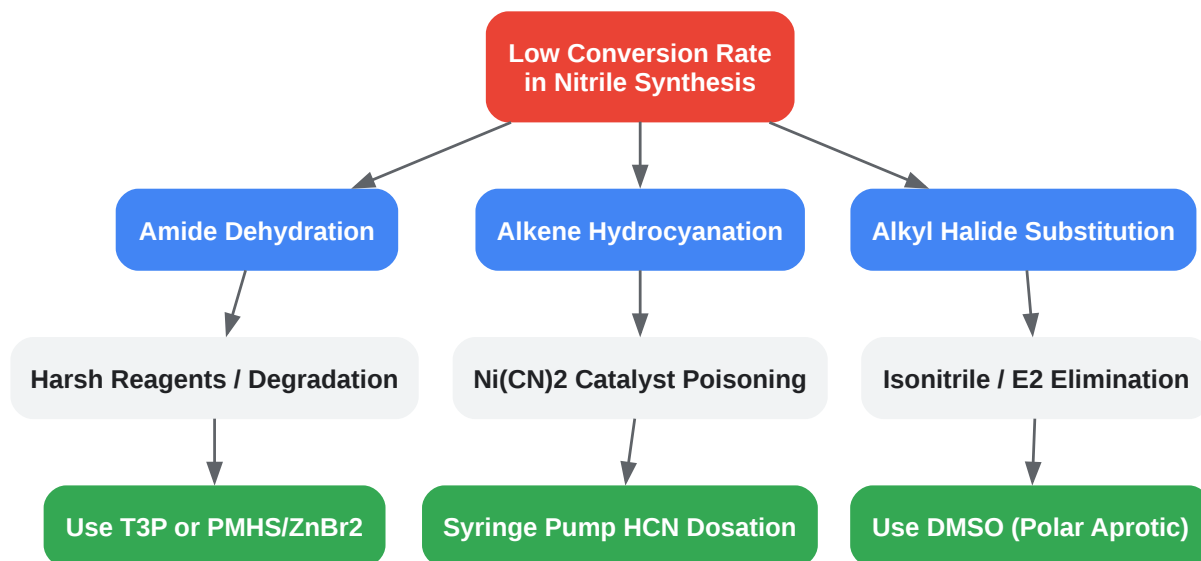 Low Conversion Rate
in Nitrile Synthesis
Amide Dehydration
Alkene Hydrocyanation
Alkyl Halide Substitution
Harsh Reagents / Degradation
Ni(CN)2 Catalyst Poisoning
Isonitrile / E2 Elimination
Use T3P or PMHS/ZnBr2
Syringe Pump HCN Dosation
Use DMSO (Polar Aprotic)